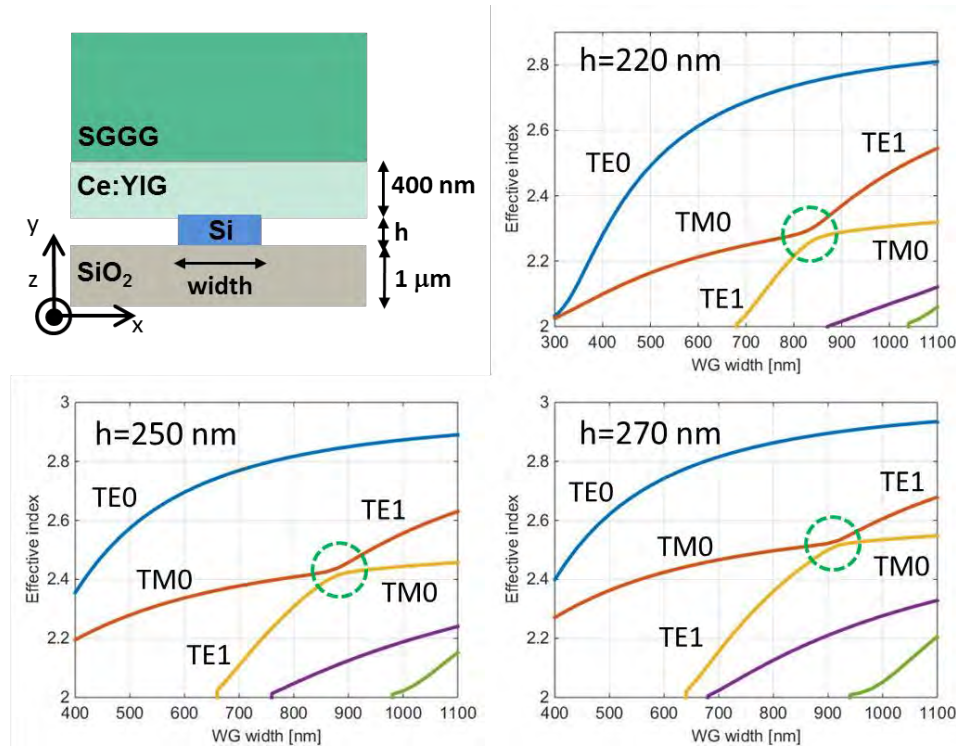 SGGG
Ce:YIG
400 nm
Si
h
y
z
SiO2
width
1 μm
x
h=220 nm
2.8
2.6
2.4
2.2
2
Effective index
TE0
TE1
TM0
TM0
TE1
300 400 500 600 700 800 900 1000 1100
WG width [nm]
h=250 nm
3
2.8
2.6
2.4
2.2
2
Effective index
TE0
TE1
TM0
TM0
TE1
400 500 600 700 800 900 1000 1100
WG width [nm]
h=270 nm
3
2.8
2.6
2.4
2.2
2
Effective index
TE0
TE1
TM0
TM0
TE1
400 500 600 700 800 900 1000 1100
WG width [nm]